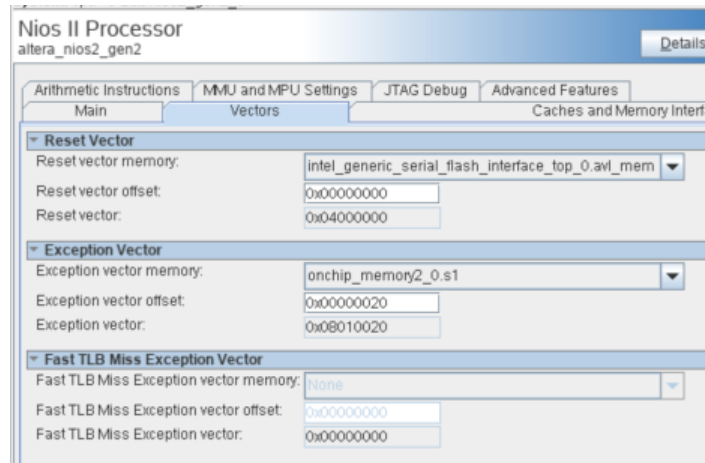 Nios II Processor
altera_nios2_gen2
Details
Arithmetic Instructions MMU and MPU Settings JTAG Debug Advanced Features
Main Vectors Caches and Memory Interf
Reset Vector
Reset vector memory: intel_generic_serial_flash_interface_top_0.avl_mem
Reset vector offset: 0x00000000
Reset vector: 0x04000000
Exception Vector
Exception vector memory: onchip_memory2_0.s1
Exception vector offset: 0x00000020
Exception vector: 0x08010020
Fast TLB Miss Exception Vector
Fast TLB Miss Exception vector memory: None
Fast TLB Miss Exception vector offset: 0x00000000
Fast TLB Miss Exception vector: 0x00000000